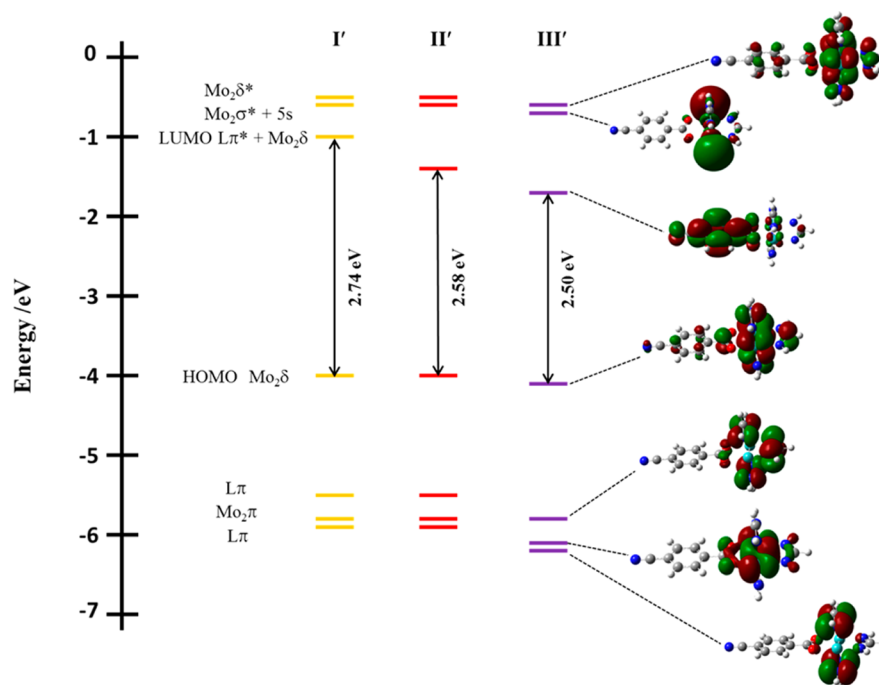 I′ II′ III′
0
Mo₂δ*
Mo₂σ* + 5s
-1
LUMO Lπ* + Mo₂δ
-2
2.74 eV
2.58 eV
2.50 eV
-3
Energy /eV
-4
HOMO Mo₂δ
-5
Lπ
Mo₂π
-6
Lπ
-7